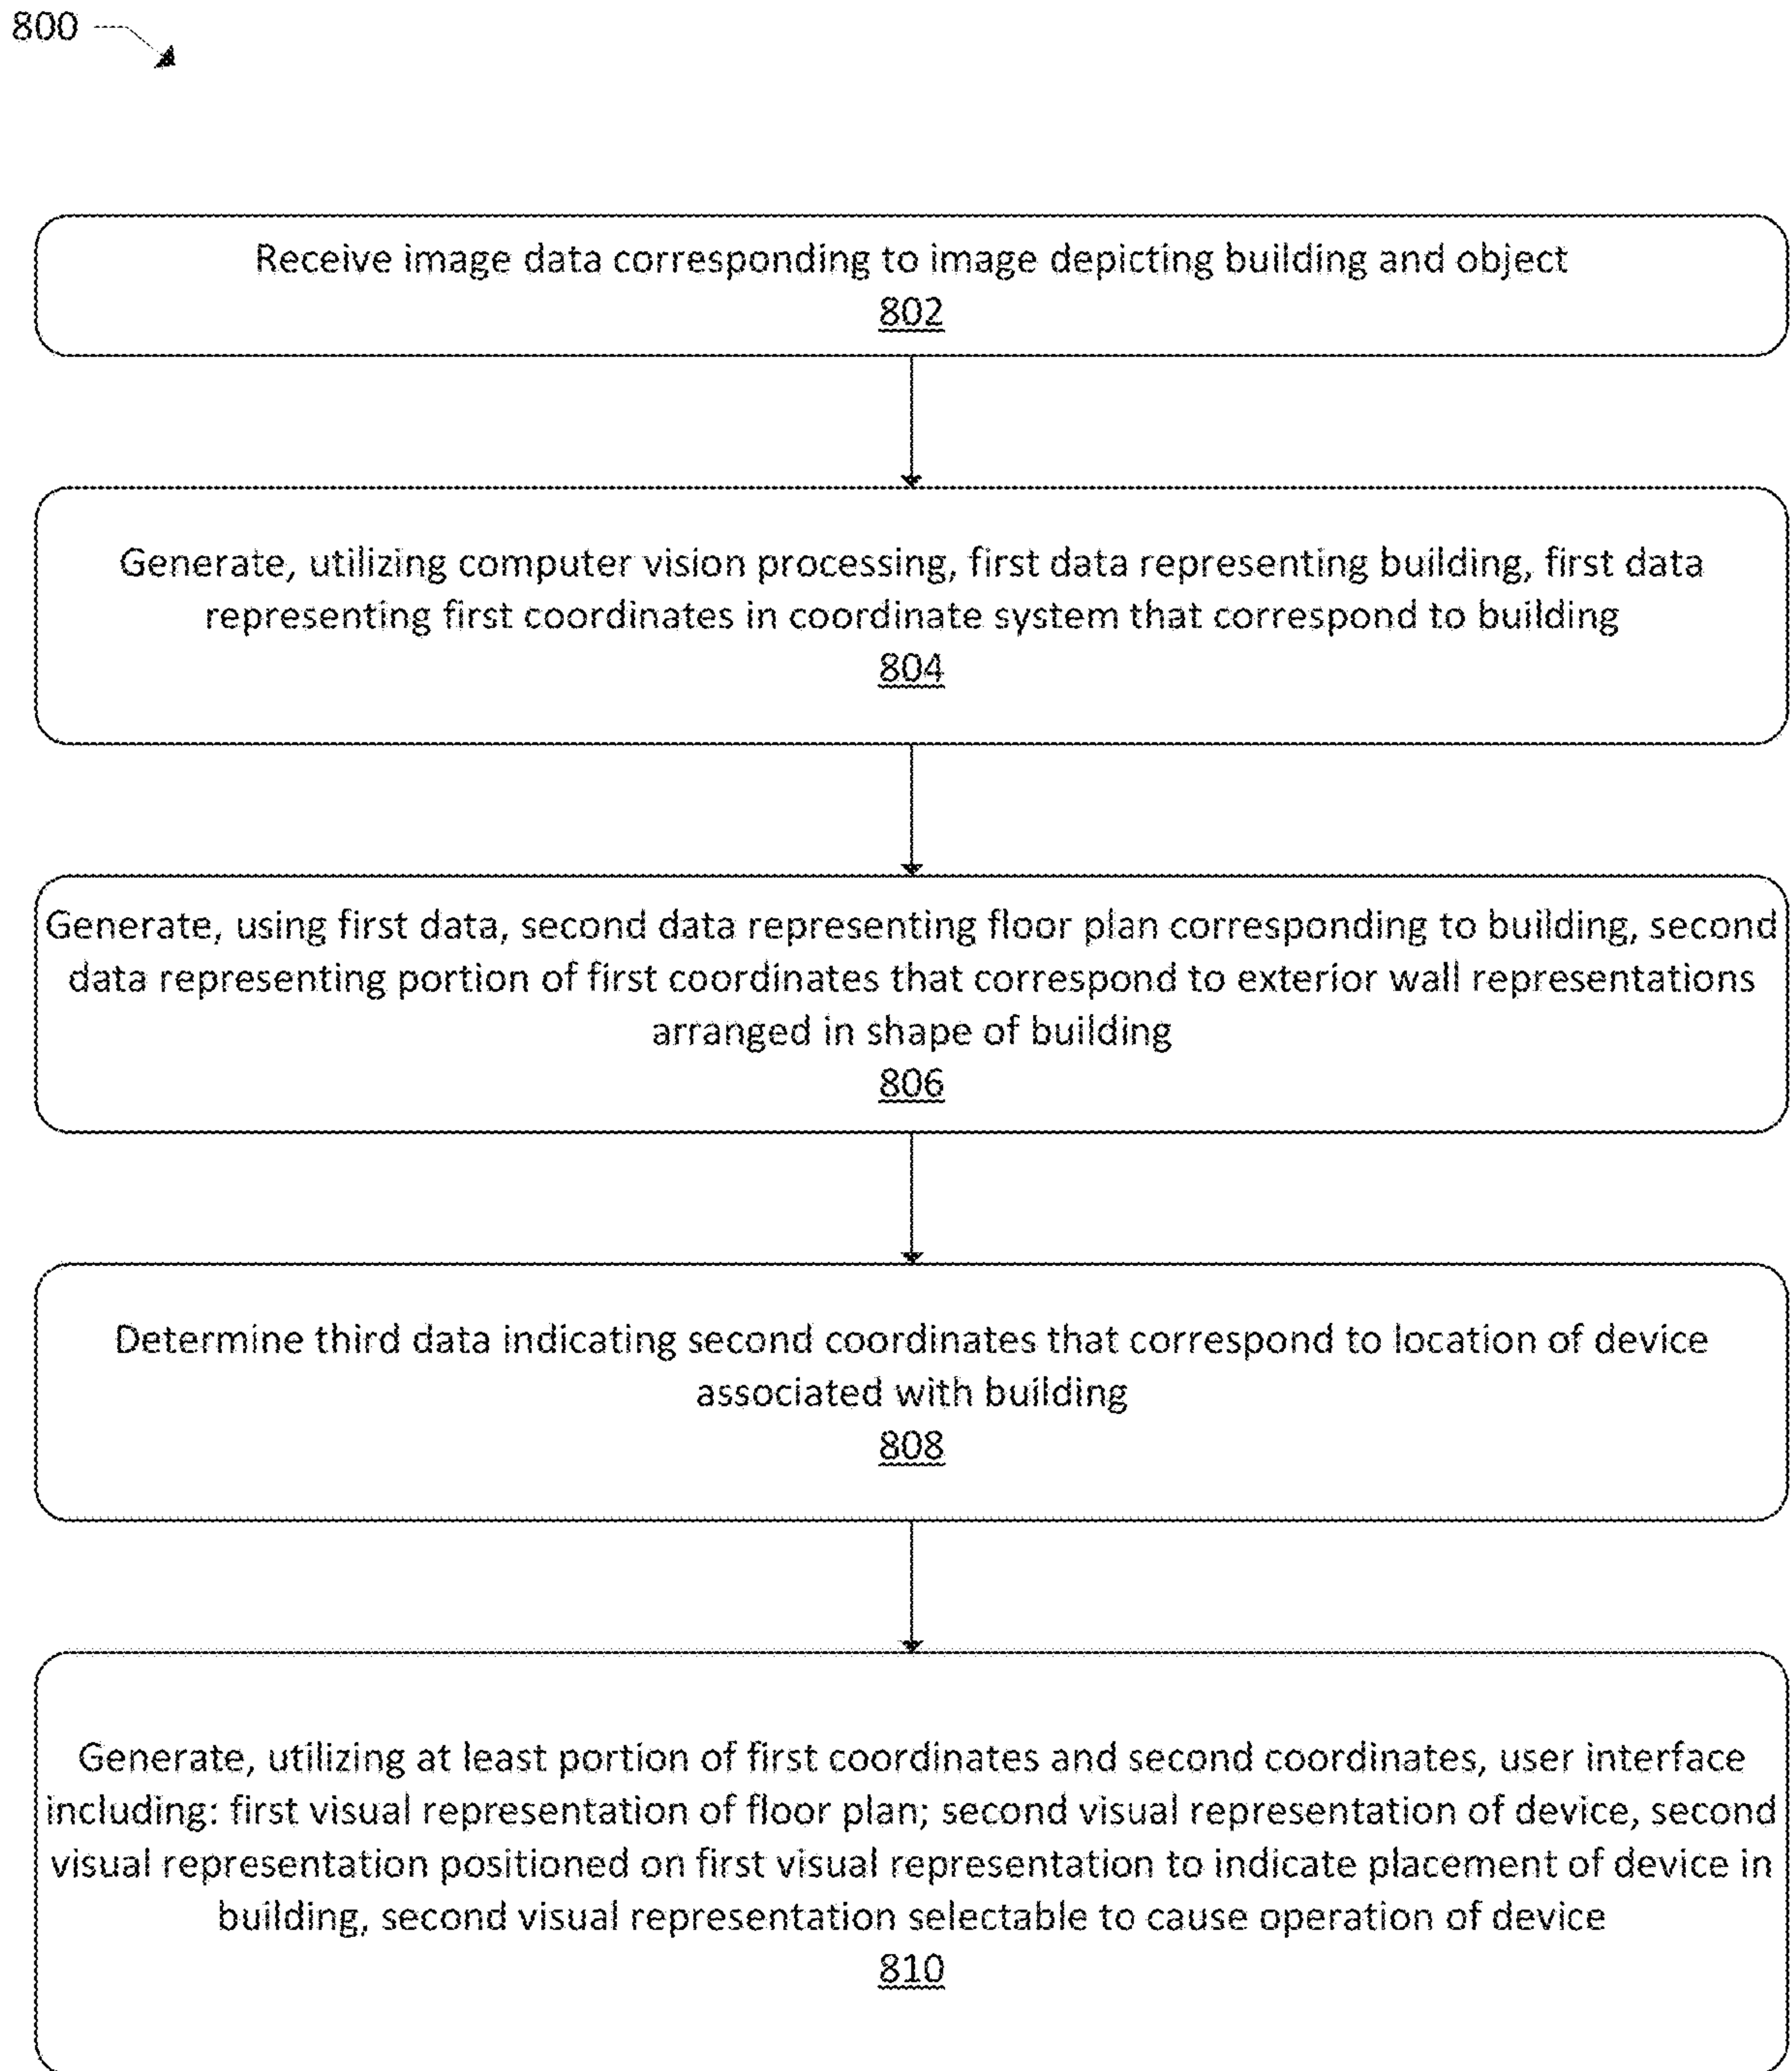 800
Receive image data corresponding to image depicting building and object
802
Generate, utilizing computer vision processing, first data representing building, first data
representing first coordinates in coordinate system that correspond to building
804
Generate, using first data, second data representing floor plan corresponding to building, second
data representing portion of first coordinates that correspond to exterior wall representations
arranged in shape of building
806
Determine third data indicating second coordinates that correspond to location of device
associated with building
808
Generate, utilizing at least portion of first coordinates and second coordinates, user interface
including: first visual representation of floor plan; second visual representation of device, second
visual representation positioned on first visual representation to indicate placement of device in
building, second visual representation selectable to cause operation of device
810